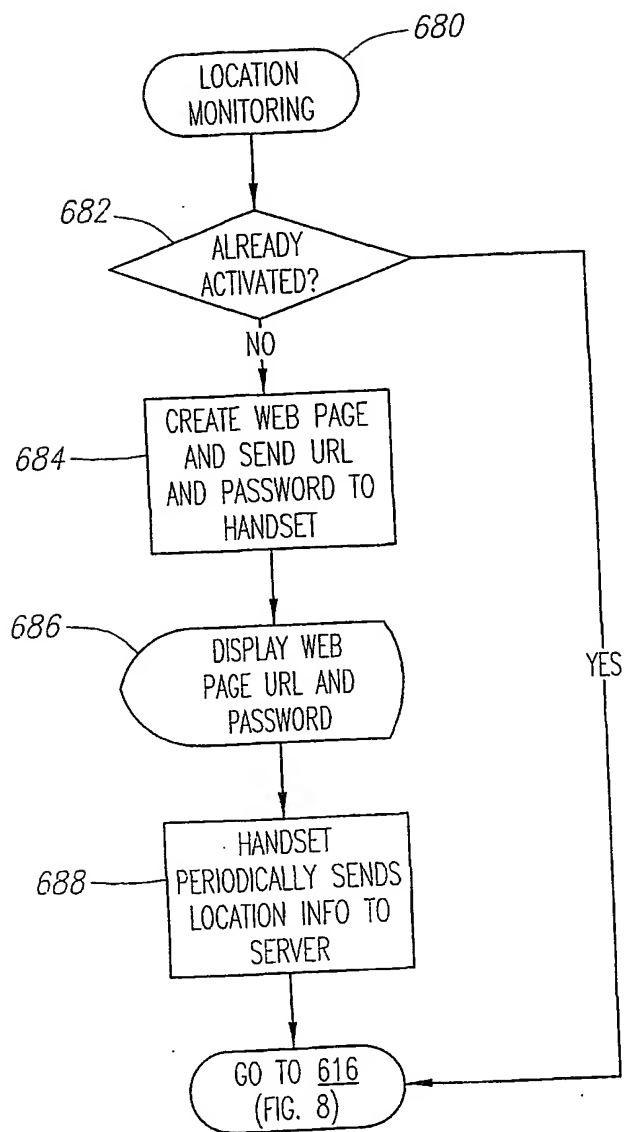 680
LOCATION
MONITORING
682
ALREADY
ACTIVATED?
NO
684
CREATE WEB PAGE
AND SEND URL
AND PASSWORD TO
HANDSET
686
DISPLAY WEB
PAGE URL AND
PASSWORD
YES
688
HANDSET
PERIODICALLY SENDS
LOCATION INFO TO
SERVER
GO TO 616
(FIG. 8)